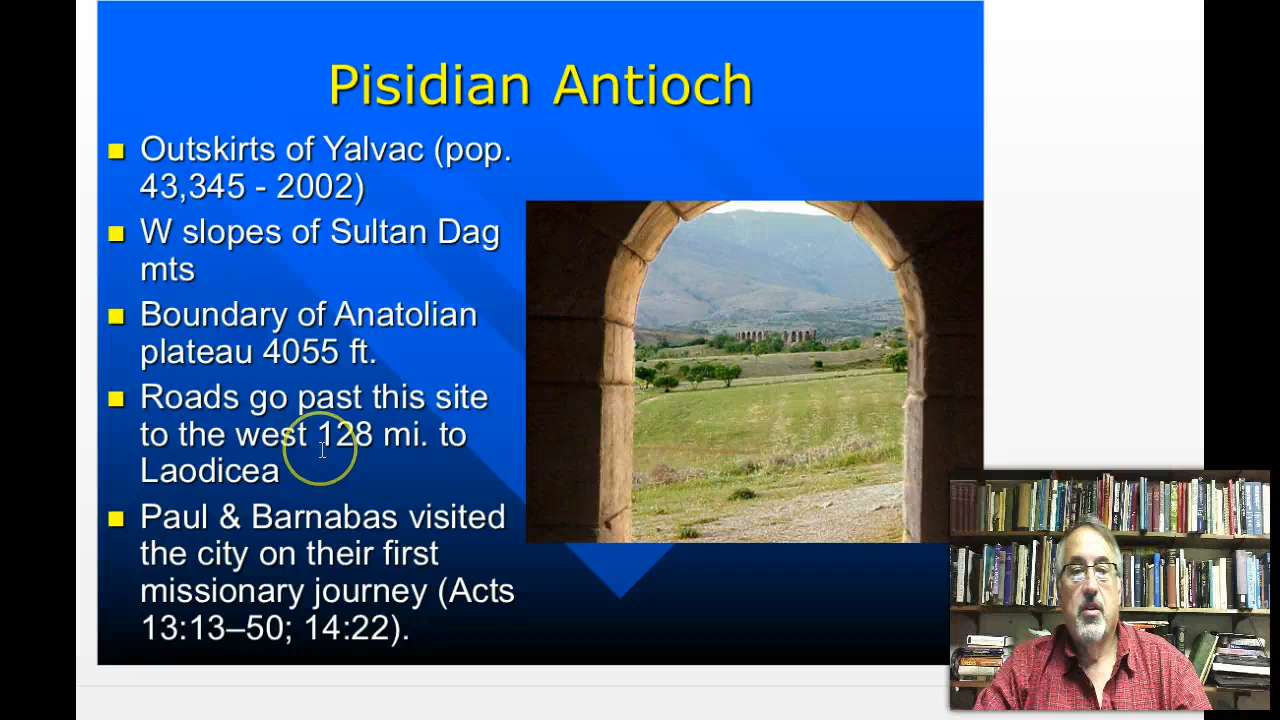 Pisidian Antioch
Outskirts of Yalvac (pop.
43,345 - 2002)
W slopes of Sultan Dag
mts
Boundary of Anatolian
plateau 4055 ft.
Roads go past this site
to the west 128 mi. to
Laodicea
Paul & Barnabas visited
the city on their first
missionary journey (Acts
13:13–50; 14:22).